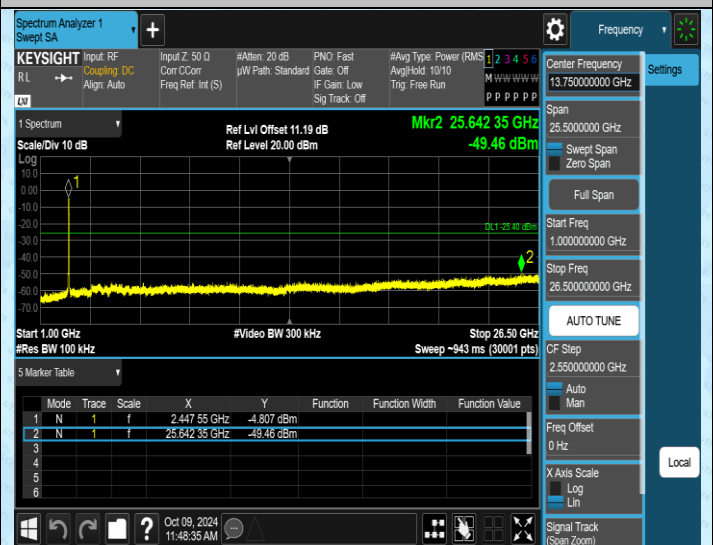 Spectrum Analyzer 1
Swept SA
+
Frequency
KEYSIGHT Input: RF Input Z: 50 Ω #Atten: 20 dB PNO: Fast #Avg Type: Power (RMS 1 2 3 4 5 6
RL Coupling: DC Corr CCorr µW Path: Standard Gate: Off Avg|Hold: 10/10 M W W W W W
Align: Auto Freq Ref: Int (S) IF Gain: Low Trig: Free Run
LXI Sig Track: Off P P P P P P
1 Spectrum
Scale/Div 10 dB
Ref Lvl Offset 11.19 dB
Ref Level 20.00 dBm
Mkr2 25.642 35 GHz
-49.46 dBm
Log
10.0
0.00
-10.0
-20.0
-30.0
-40.0
-50.0
-60.0
-70.0
1
DL1 -25.40 dBm
2
Start 1.00 GHz #Video BW 300 kHz Stop 26.50 GHz
#Res BW 100 kHz Sweep ~943 ms (30001 pts)
5 Marker Table
Mode Trace Scale X Y Function Function Width Function Value
1 N 1 f 2.447 55 GHz -4.807 dBm
2 N 1 f 25.642 35 GHz -49.46 dBm
3
4
5
6
?
Oct 09, 2024
11:48:35 AM
Center Frequency
13.750000000 GHz
Settings
Span
25.5000000 GHz
Swept Span
Zero Span
Full Span
Start Freq
1.000000000 GHz
Stop Freq
26.500000000 GHz
AUTO TUNE
CF Step
2.550000000 GHz
Auto
Man
Freq Offset
0 Hz
X Axis Scale
Log
Lin
Local
Signal Track
(Span Zoom)